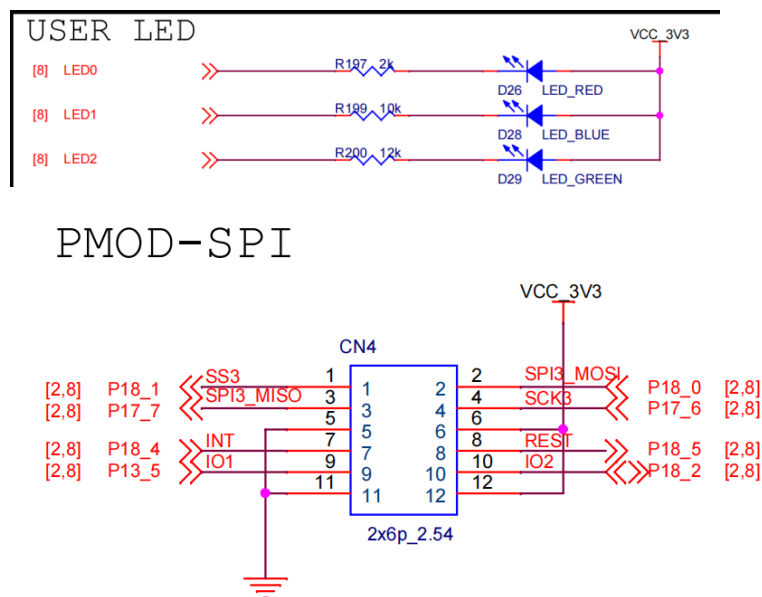 USER LED
VCC_3V3
[8] LED0 R197 2k
D26 LED_RED
[8] LED1 R199 10k
D28 LED_BLUE
[8] LED2 R200 12k
D29 LED_GREEN
PMOD-SPI
VCC_3V3
CN4
[2,8] P18_1 SS3 1 1 2 2 SPI3_MOSI P18_0 [2,8]
[2,8] P17_7 SPI3_MISO 3 3 4 4 SCK3 P17_6 [2,8]
5 5 6 6
[2,8] P18_4 INT 7 7 8 8 REST P18_5 [2,8]
[2,8] P13_5 IO1 9 9 10 10 IO2 P18_2 [2,8]
11 11 12 12
2x6p_2.54